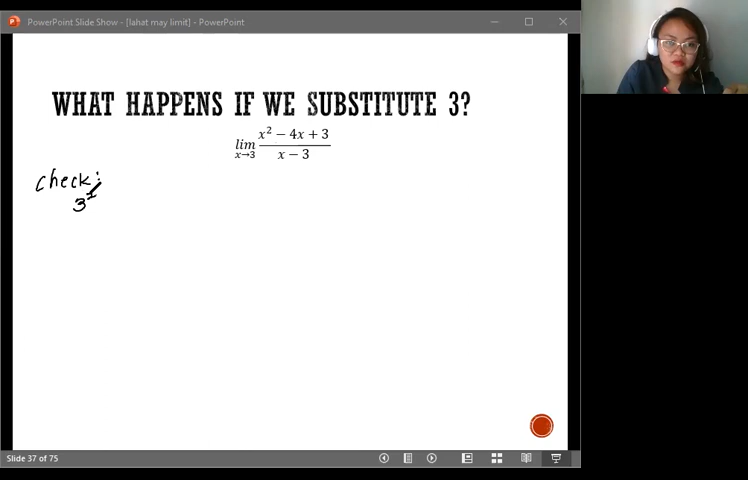 PowerPoint Slide Show - [lahat may limit] - PowerPoint
WHAT HAPPENS IF WE SUBSTITUTE 3?
lim x→3 (x² − 4x + 3)/(x − 3)
check:
3²
Slide 37 of 75